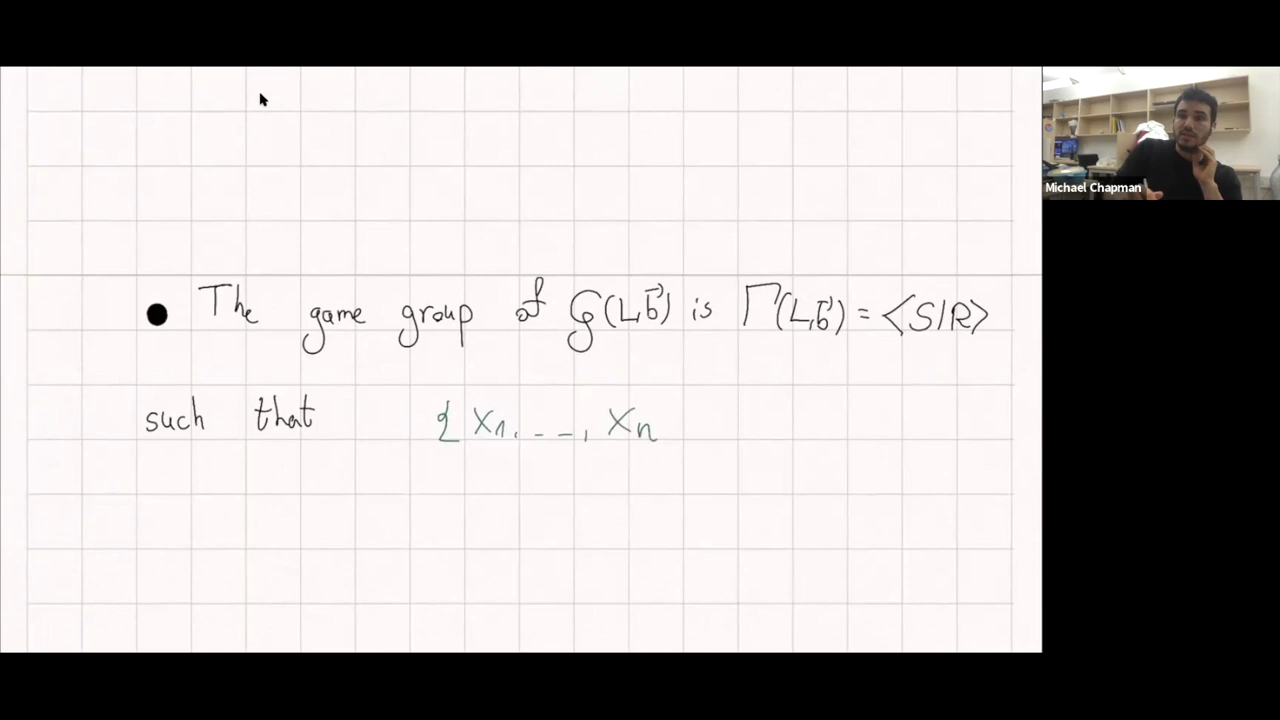 ● The game group of G(L,b⃗) is Γ(L,b⃗) = <S|R>
such that { X1, - - -, Xn
Michael Chapman